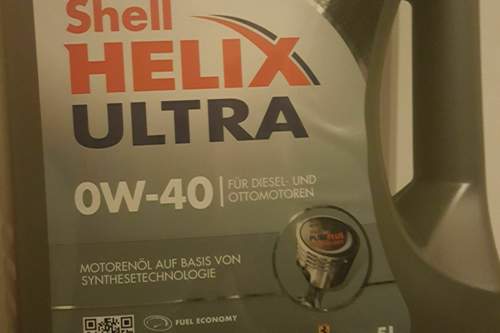 Shell
HELIX
ULTRA
0W-40
FÜR DIESEL- UND
OTTOMOTOREN
MOTORENÖL AUF BASIS VON
SYNTHESETECHNOLOGIE
FUEL ECONOMY
5L